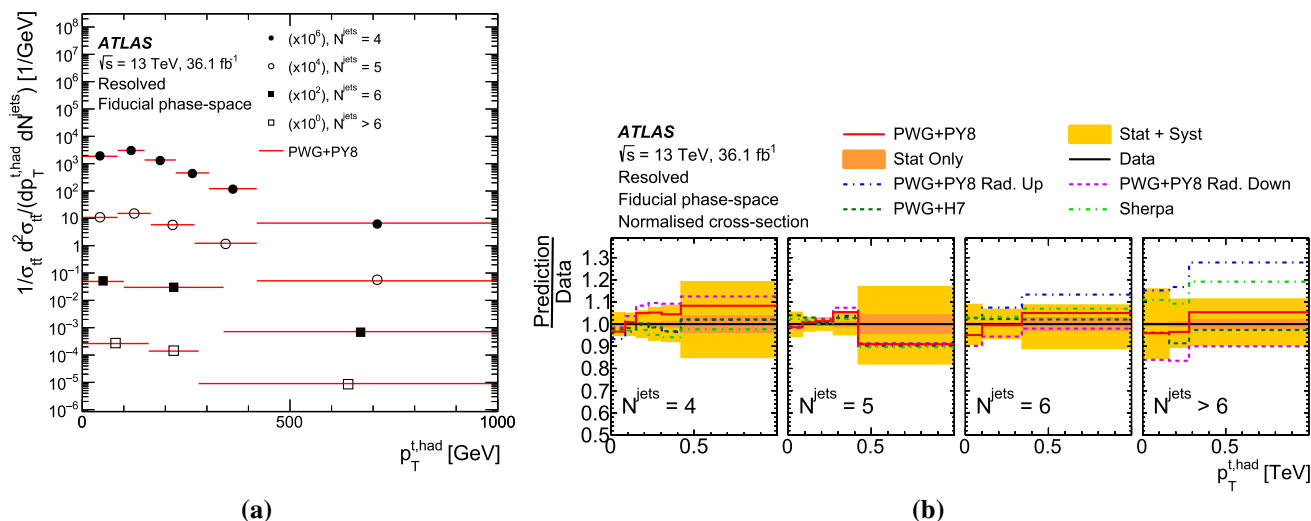 1/σ_tt̄ d²σ_tt̄/(dp_T^t,had dN^jets) [1/GeV]
10⁸
10⁷
10⁶
10⁵
10⁴
10³
10²
10
1
10⁻¹
10⁻²
10⁻³
10⁻⁴
10⁻⁵
10⁻⁶
ATLAS
√s = 13 TeV, 36.1 fb⁻¹
Resolved
Fiducial phase-space
(x10⁶), N^jets = 4
(x10⁴), N^jets = 5
(x10²), N^jets = 6
(x10⁰), N^jets > 6
PWG+PY8
0 500 1000
p_T^t,had [GeV]
(a)
ATLAS
√s = 13 TeV, 36.1 fb⁻¹
Resolved
Fiducial phase-space
Normalised cross-section
PWG+PY8
Stat Only
PWG+PY8 Rad. Up
PWG+H7
Stat + Syst
Data
PWG+PY8 Rad. Down
Sherpa
Prediction
Data
1.3
1.2
1.1
1.0
0.9
0.8
0.7
0.6
0.5
N^jets = 4
N^jets = 5
N^jets = 6
N^jets > 6
0 0.5 0 0.5 0 0.5 0 0.5
p_T^t,had [TeV]
(b)